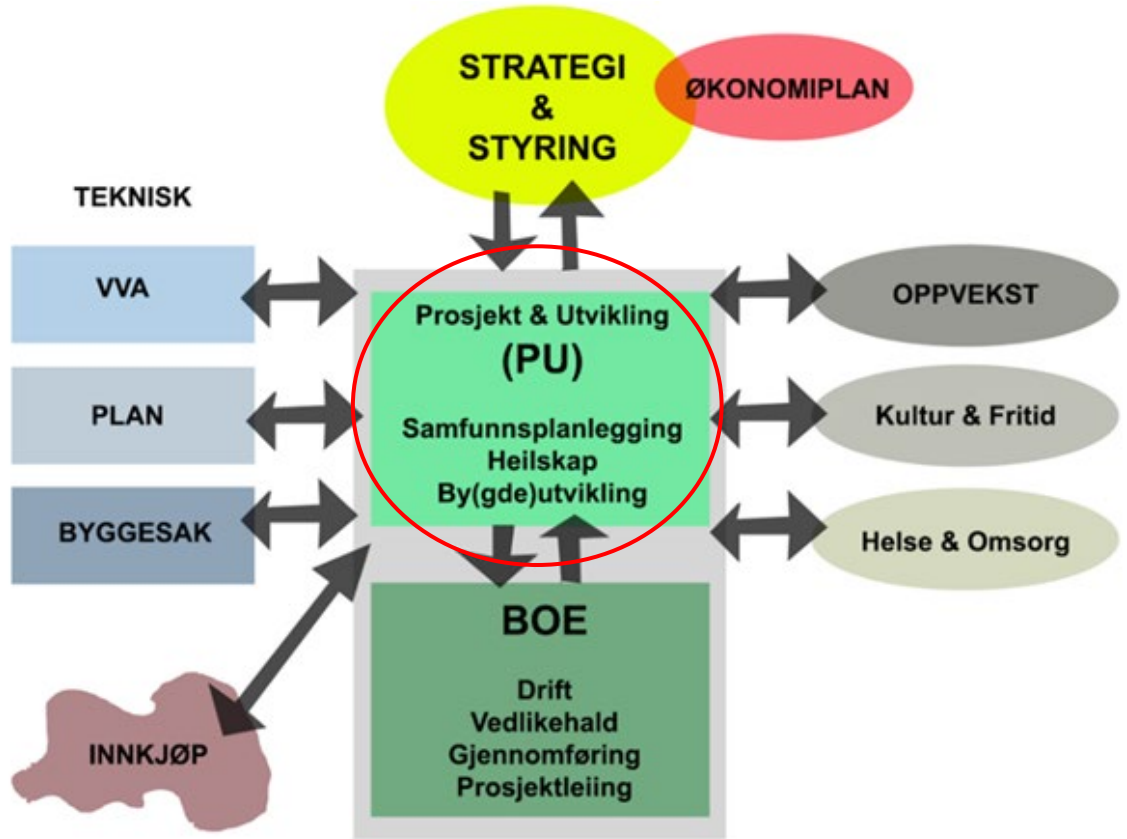 STRATEGI
&
STYRING
ØKONOMIPLAN
TEKNISK
VVA
PLAN
BYGGESAK
INNKJØP
Prosjekt & Utvikling
(PU)
Samfunnsplanlegging
Heilskap
By(gde)utvikling
BOE
Drift
Vedlikehald
Gjennomføring
Prosjektleiing
OPPVEKST
Kultur & Fritid
Helse & Omsorg